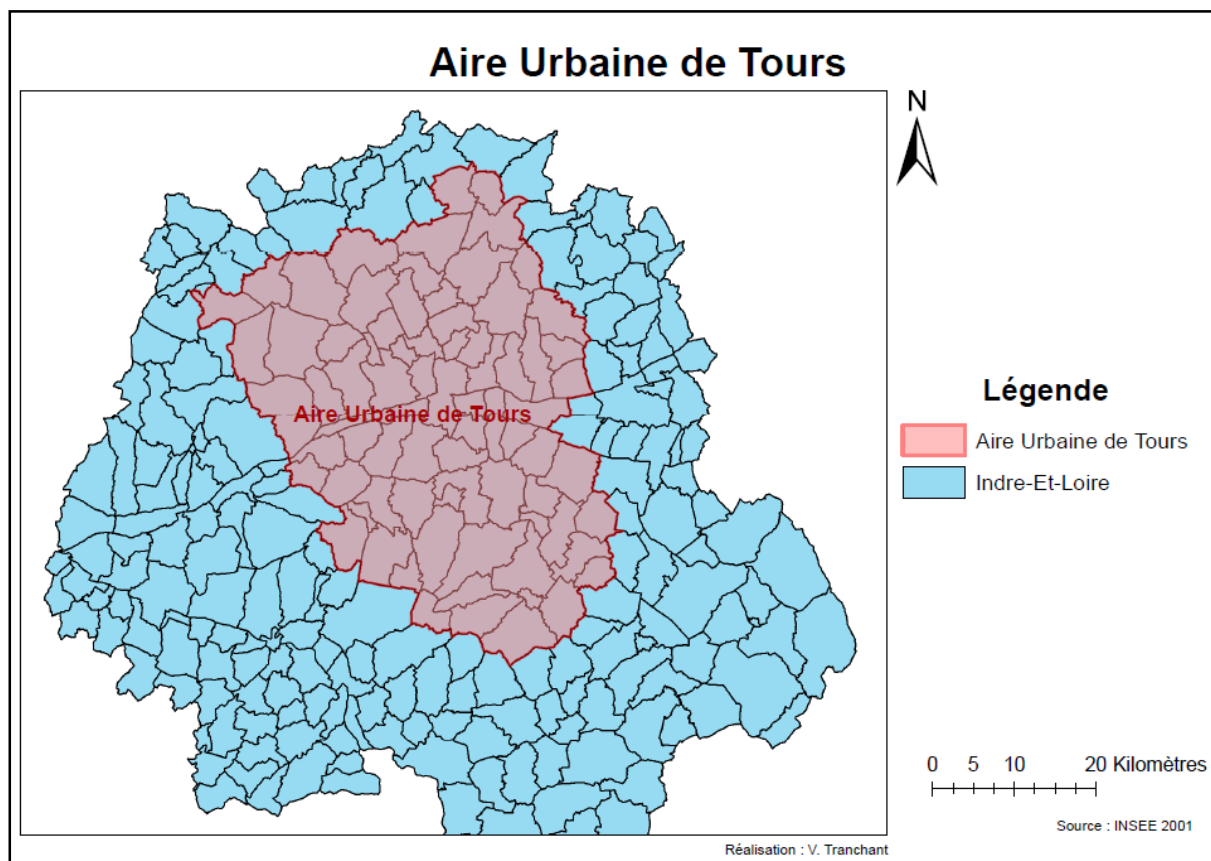 Aire Urbaine de Tours
N
Aire Urbaine de Tours
Légende
Aire Urbaine de Tours
Indre-Et-Loire
0 5 10 20 Kilomètres
Source : INSEE 2001
Réalisation : V. Tranchant